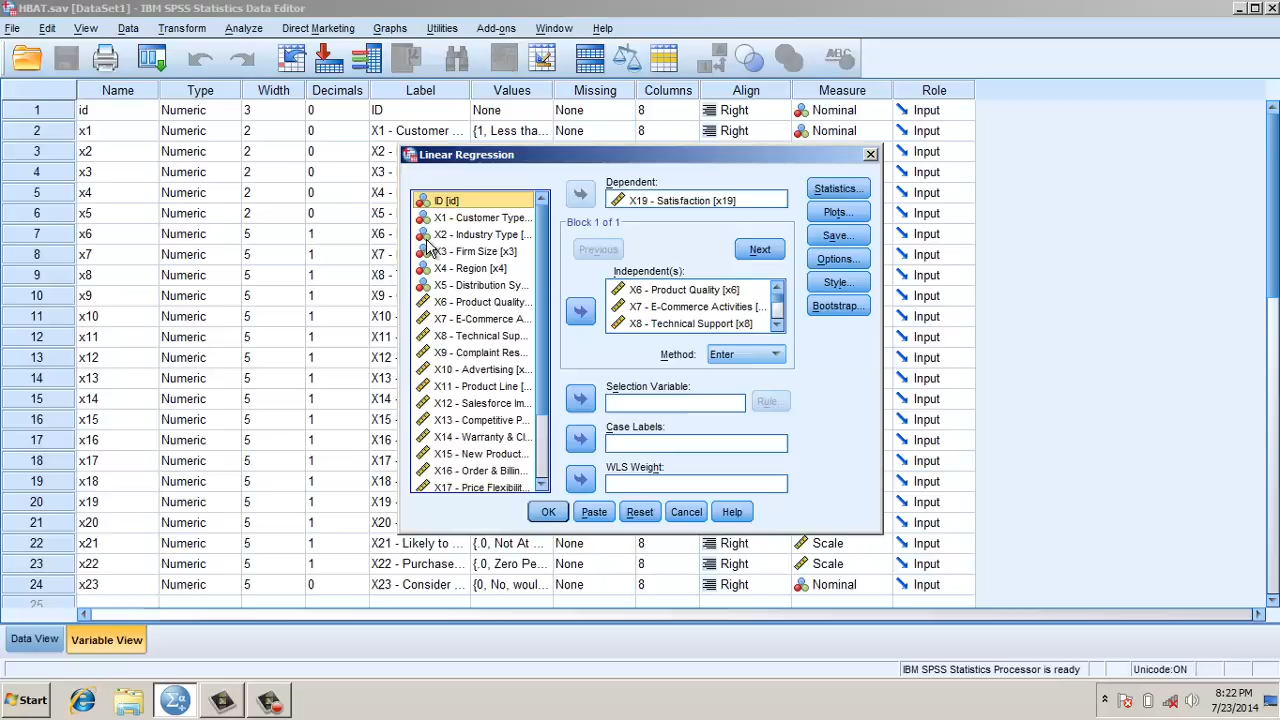 HBAT.sav [DataSet1] - IBM SPSS Statistics Data Editor
File Edit View Data Transform Analyze Direct Marketing Graphs Utilities Add-ons Window Help
Name Type Width Decimals Label Values Missing Columns Align Measure Role
1 id Numeric 3 0 ID None None 8 Right Nominal Input
2 x1 Numeric 2 0 X1 - Customer ... {1, Less tha... None 8 Right Nominal Input
3 x2 Numeric 2 0 X2 - Input
4 x3 Numeric 2 0 X3 - Input
5 x4 Numeric 2 0 X4 - Input
6 x5 Numeric 2 0 X5 - Input
7 x6 Numeric 5 1 X6 - Input
8 x7 Numeric 5 1 X7 - Input
9 x8 Numeric 5 1 X8 - Input
10 x9 Numeric 5 1 X9 - Input
11 x10 Numeric 5 1 X10 - Input
12 x11 Numeric 5 1 X11 - Input
13 x12 Numeric 5 1 X12 - Input
14 x13 Numeric 5 1 X13 - Input
15 x14 Numeric 5 1 X14 - Input
16 x15 Numeric 5 1 X15 - Input
17 x16 Numeric 5 1 X16 - Input
18 x17 Numeric 5 1 X17 - Input
19 x18 Numeric 5 1 X18 - Input
20 x19 Numeric 5 1 X19 - Input
21 x20 Numeric 5 1 X20 - Input
22 x21 Numeric 5 1 X21 - Likely to ... {.0, Not At ... None 8 Right Scale Input
23 x22 Numeric 5 1 X22 - Purchase... {.0, Zero Pe... None 8 Right Scale Input
24 x23 Numeric 5 0 X23 - Consider ... {0, No, wou... None 8 Right Nominal Input
25
Linear Regression
ID [id]
X1 - Customer Type...
X2 - Industry Type [...
X3 - Firm Size [x3]
X4 - Region [x4]
X5 - Distribution Sy...
X6 - Product Quality...
X7 - E-Commerce A...
X8 - Technical Sup...
X9 - Complaint Res...
X10 - Advertising [x...
X11 - Product Line [...
X12 - Salesforce Im...
X13 - Competitive P...
X14 - Warranty & Cl...
X15 - New Product...
X16 - Order & Billin...
X17 - Price Flexibilit...
Dependent:
X19 - Satisfaction [x19]
Block 1 of 1
Previous Next
Independent(s):
X6 - Product Quality [x6]
X7 - E-Commerce Activities [...
X8 - Technical Support [x8]
Method: Enter
Selection Variable:
Rule...
Case Labels:
WLS Weight:
Statistics...
Plots...
Save...
Options...
Style...
Bootstrap...
OK Paste Reset Cancel Help
Data View Variable View
IBM SPSS Statistics Processor is ready Unicode:ON
Start
8:22 PM
7/23/2014